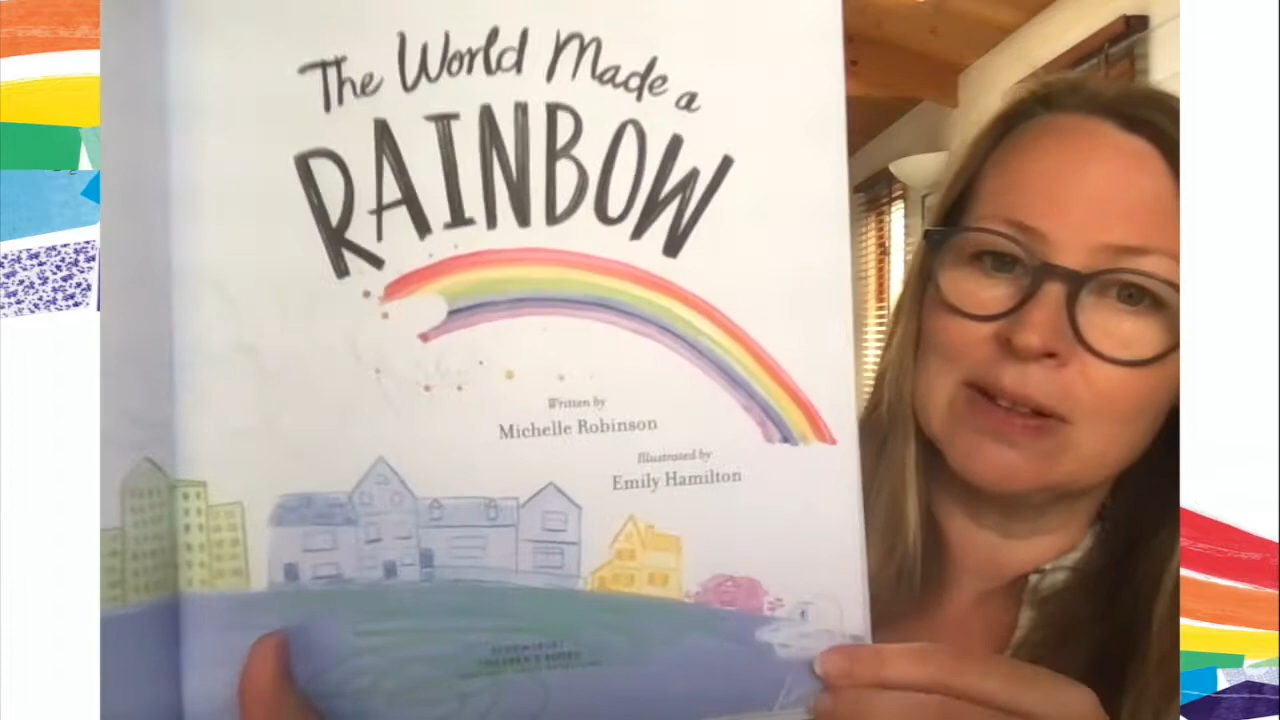 The World Made a
RAINBOW
Written by
Michelle Robinson
Illustrated by
Emily Hamilton